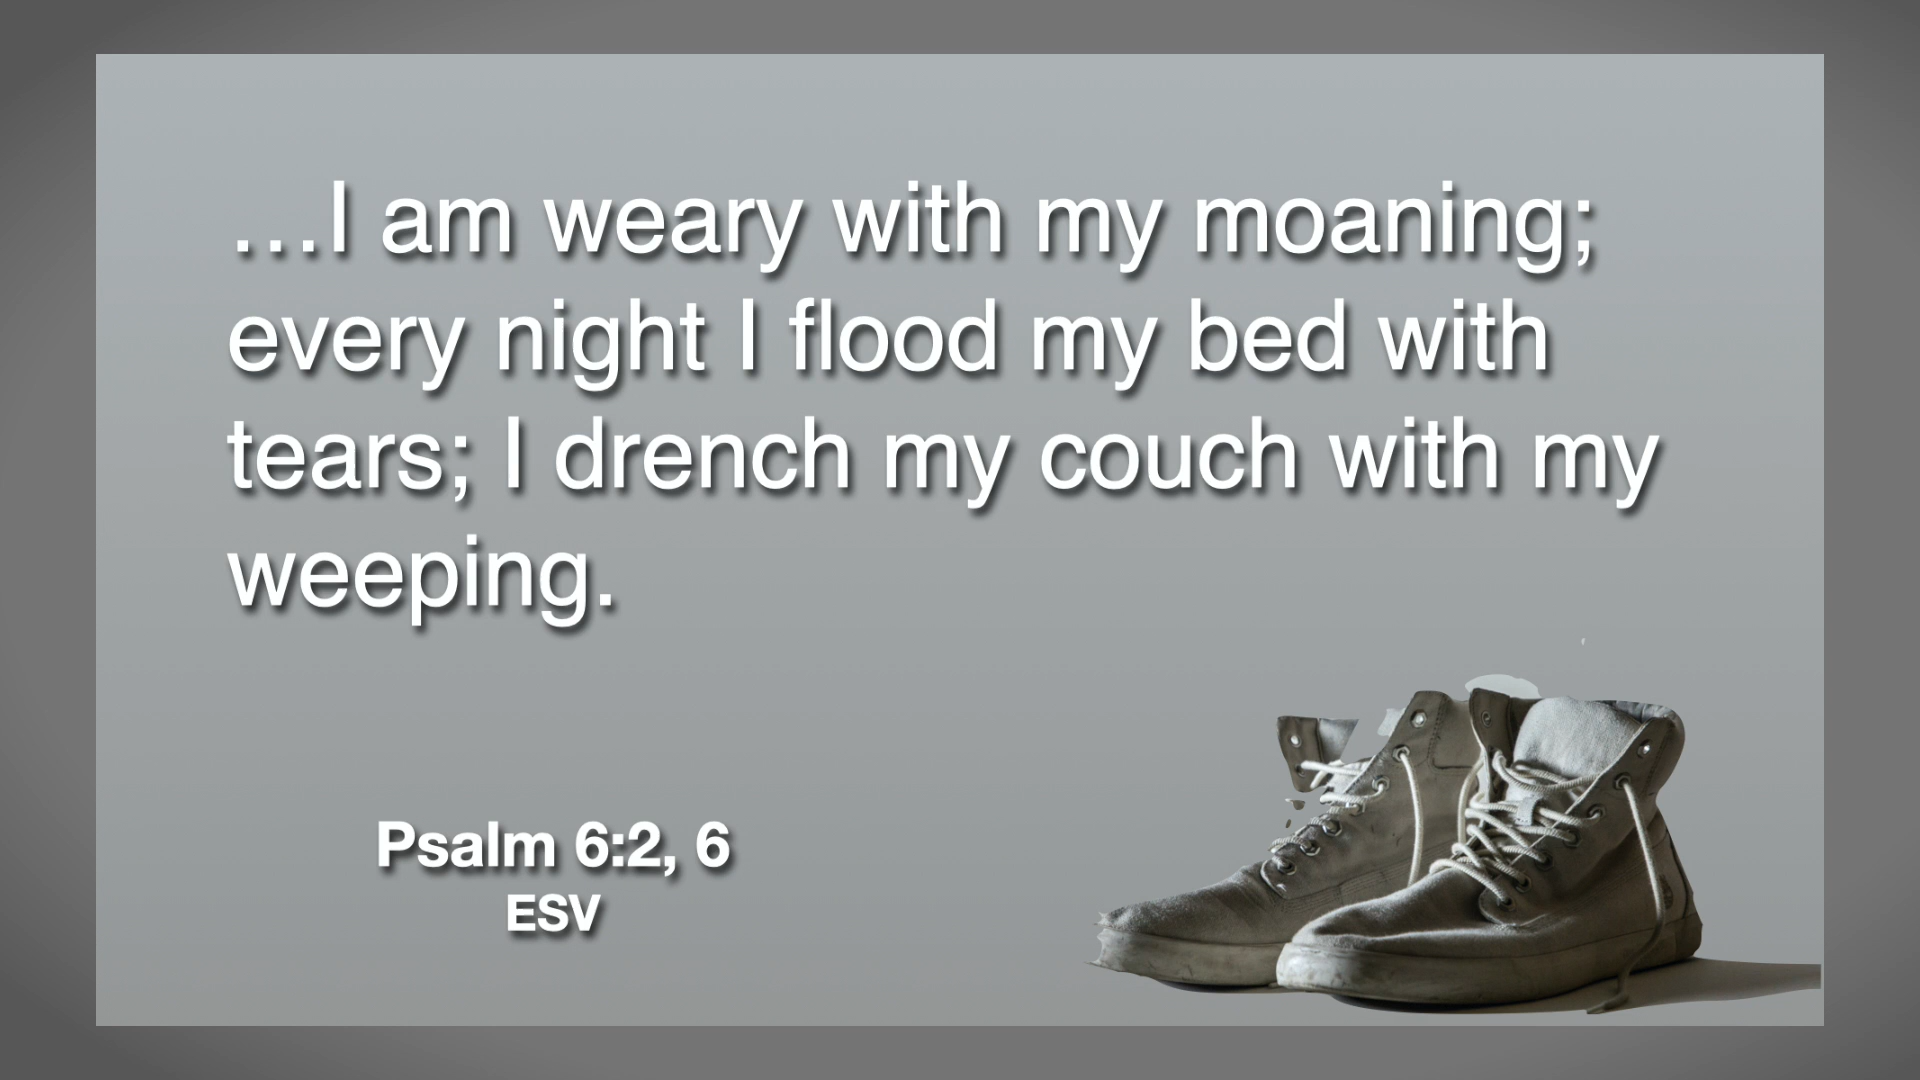 …I am weary with my moaning;
every night I flood my bed with
tears; I drench my couch with my
weeping.
Psalm 6:2, 6
ESV